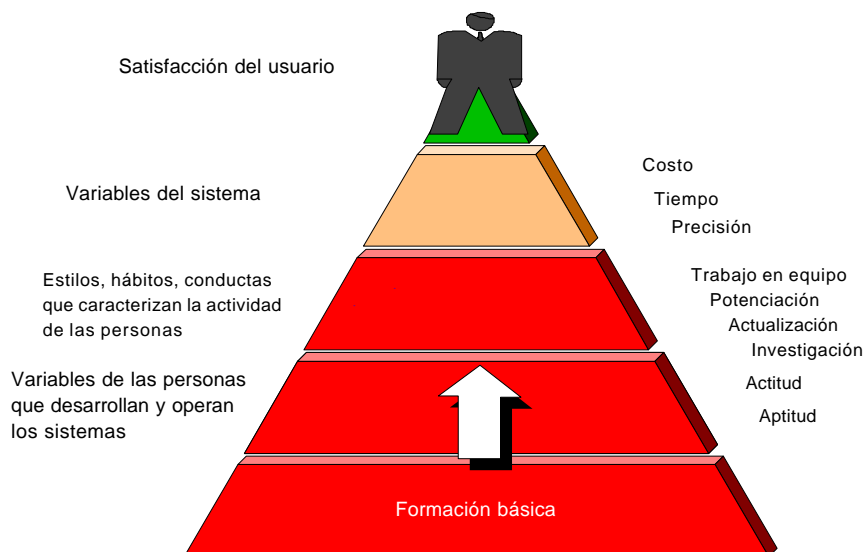 Satisfacción del usuario
Variables del sistema
Costo
Tiempo
Precisión
Estilos, hábitos, conductas
que caracterizan la actividad
de las personas
Trabajo en equipo
Potenciación
Actualización
Investigación
Variables de las personas
que desarrollan y operan
los sistemas
Actitud
Aptitud
Formación básica